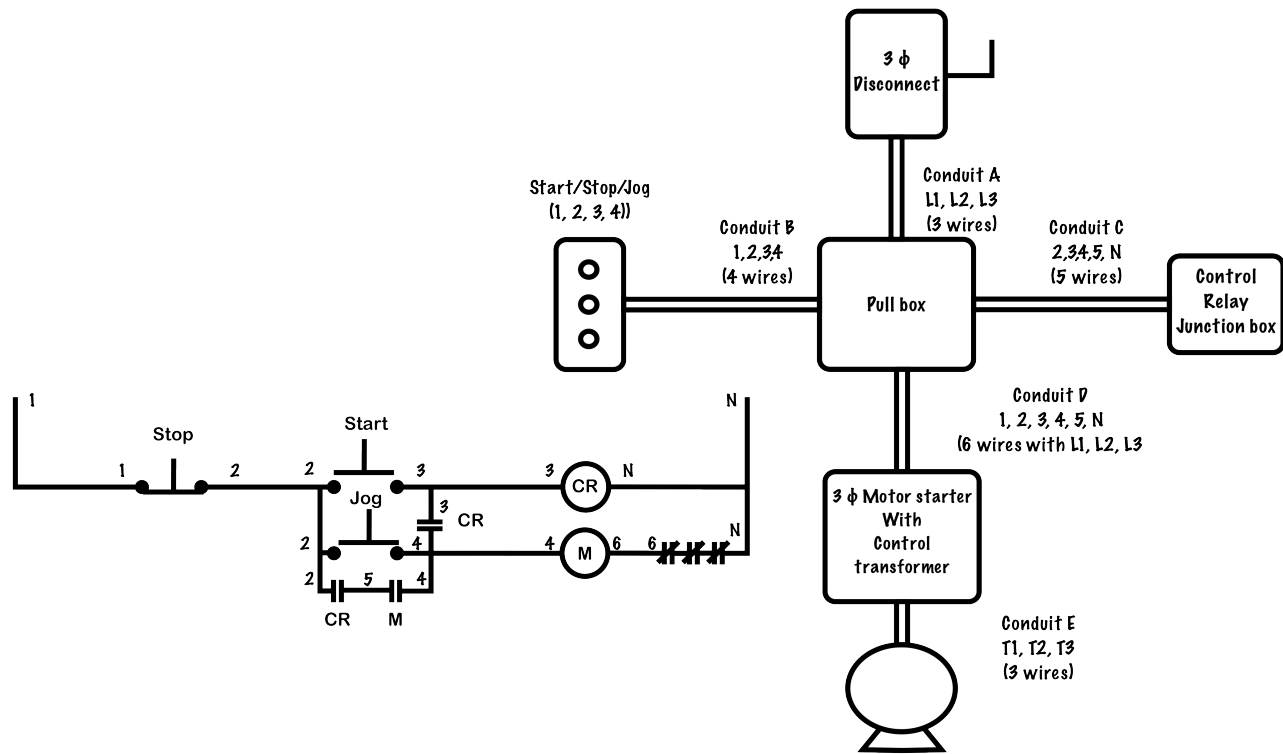 3 ϕ
Disconnect
Conduit A
L1, L2, L3
(3 wires)
Start/Stop/Jog
(1, 2, 3, 4))
Conduit B
1,2,3,4
(4 wires)
Conduit C
2,3,4,5, N
(5 wires)
Pull box
Control
Relay
Junction box
Conduit D
1, 2, 3, 4, 5, N
(6 wires with L1, L2, L3
3 ϕ Motor starter
With
Control
transformer
Conduit E
T1, T2, T3
(3 wires)
1
N
Stop
Start
1
2
2
3
3
CR
N
Jog
3
CR
2
4
4
M
6
6
N
2
5
4
CR
M